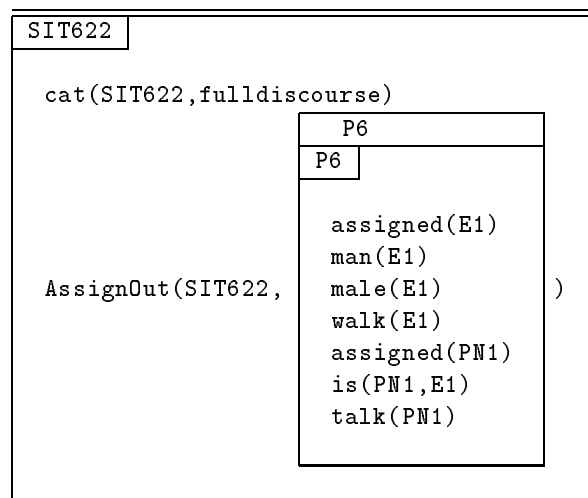 SIT622
cat(SIT622,fulldiscourse)
P6
P6
assigned(E1)
man(E1)
AssignOut(SIT622, male(E1) )
walk(E1)
assigned(PN1)
is(PN1,E1)
talk(PN1)